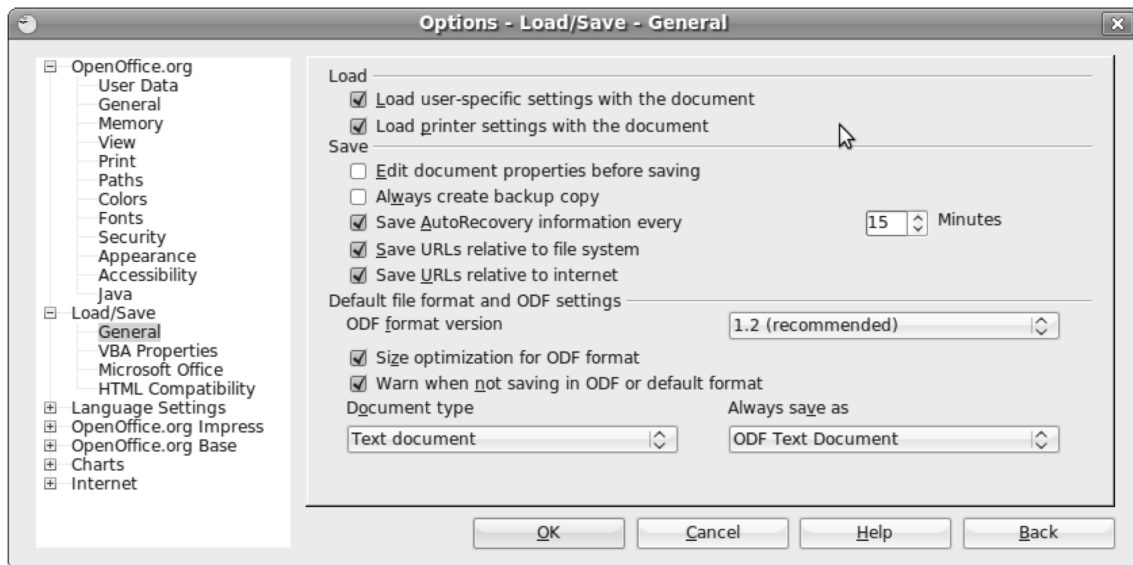 Options - Load/Save - General
OpenOffice.org
User Data
General
Memory
View
Print
Paths
Colors
Fonts
Security
Appearance
Accessibility
Java
Load/Save
General
VBA Properties
Microsoft Office
HTML Compatibility
Language Settings
OpenOffice.org Impress
OpenOffice.org Base
Charts
Internet
Load
Load user-specific settings with the document
Load printer settings with the document
Save
Edit document properties before saving
Always create backup copy
Save AutoRecovery information every 15 Minutes
Save URLs relative to file system
Save URLs relative to internet
Default file format and ODF settings
ODF format version 1.2 (recommended)
Size optimization for ODF format
Warn when not saving in ODF or default format
Document type Always save as
Text document ODF Text Document
OK Cancel Help Back